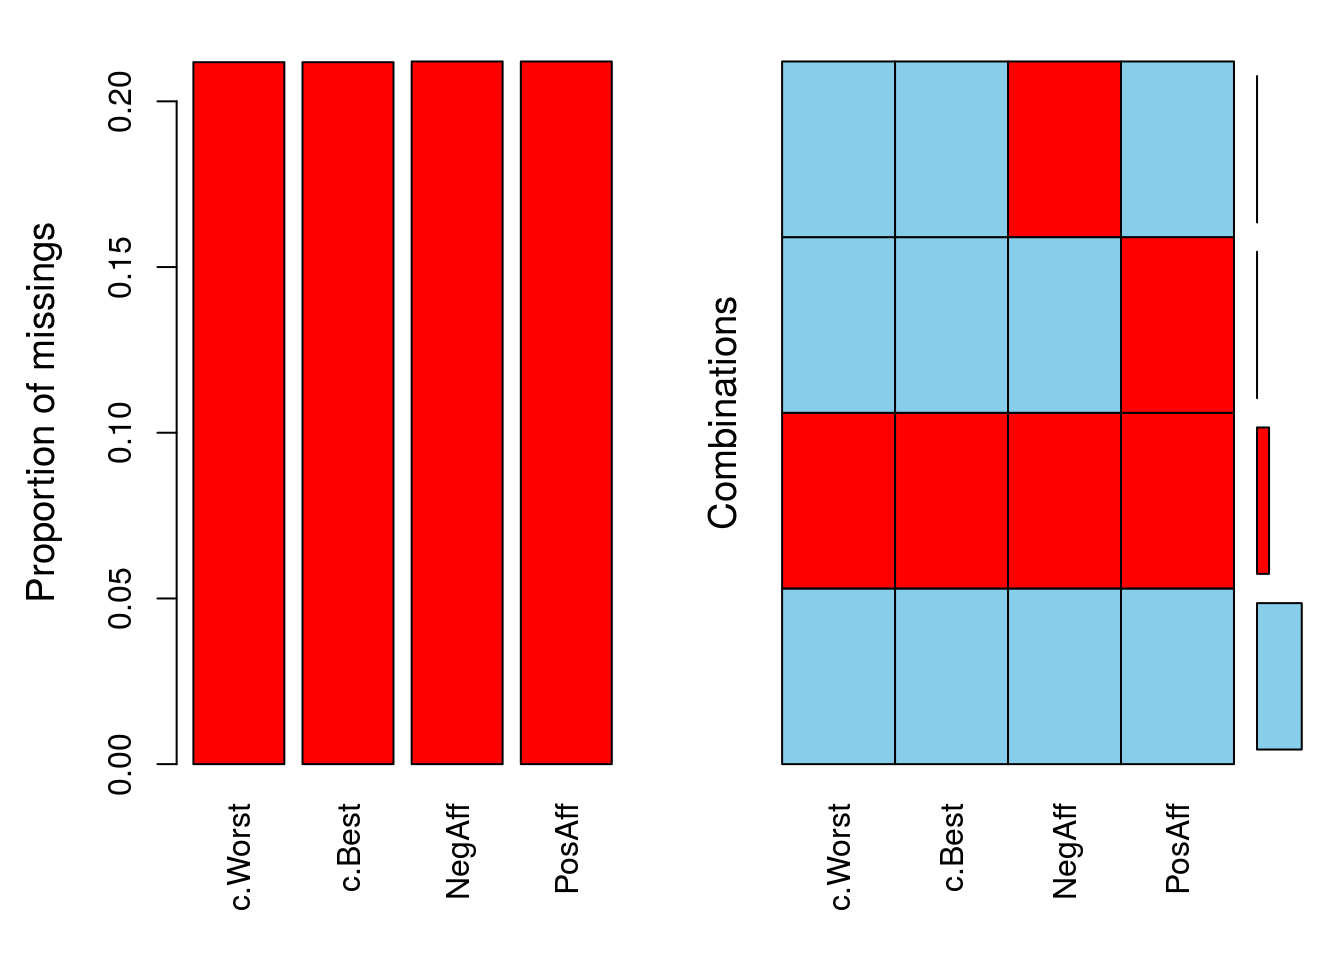 Proportion of missings
0.20
0.15
0.10
0.05
0.00
c.Worst
c.Best
NegAff
PosAff
Combinations
c.Worst
c.Best
NegAff
PosAff